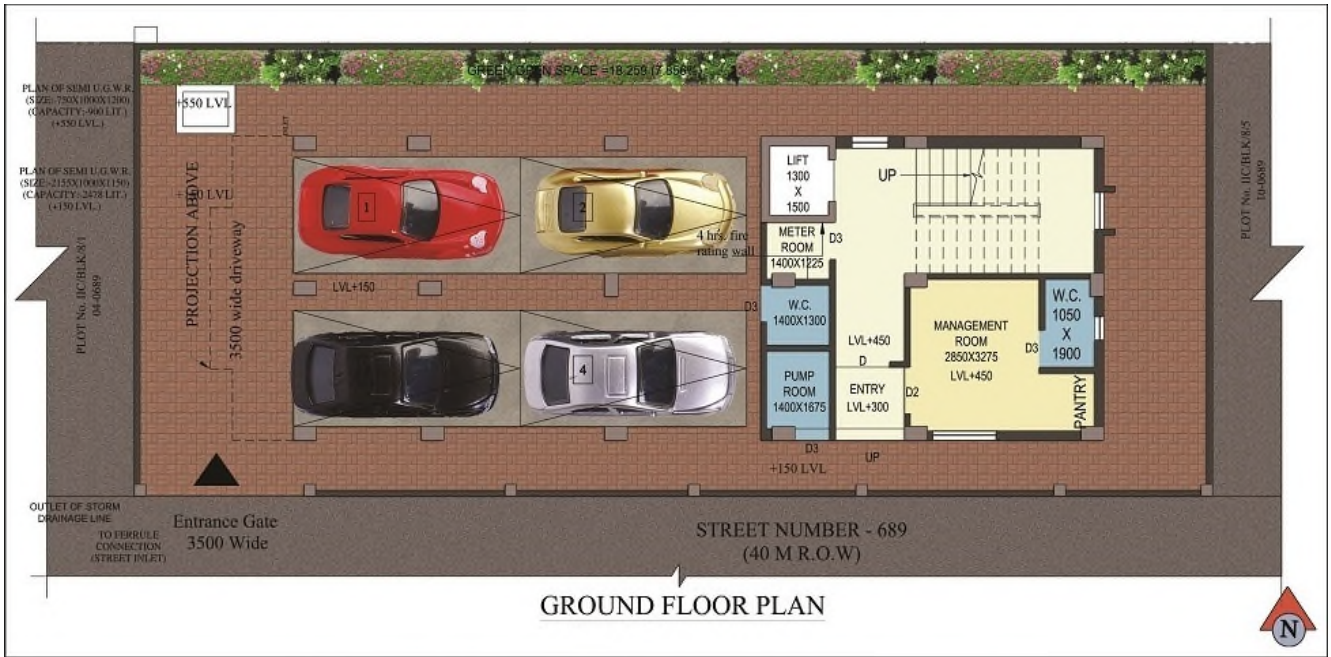 GREEN OPEN SPACE =18.259 (7.856%)
PLAN OF SEMI U.G.W.R.
(SIZE:-750X1000X1200)
(CAPACITY:-900 LIT.)
(+550 LVL.)
+550 LVL
INLET
PLAN OF SEMI U.G.W.R.
(SIZE:-2155X1000X1150)
(CAPACITY:-2478 LIT.)
(+150 LVL.)
PLOT No. IIC/BLK/8/1
04-0689
PROJECTION ABOVE
LVL
3500 wide driveway
1
2
4
LVL+150
4 hrs. fire
rating wall
LIFT
1300
X
1500
METER
ROOM
1400X1225
D3
UP
D3
W.C.
1400X1300
PUMP
ROOM
1400X1675
D3
+150 LVL
LVL+450
D
ENTRY
LVL+300
D2
UP
MANAGEMENT
ROOM
2850X3275
LVL+450
D3
W.C.
1050
X
1900
PANTRY
PLOT No. IIC/BLK/8/5
10-0689
OUTLET OF STORM
DRAINAGE LINE
TO FERRULE
CONNECTION
(STREET INLET)
Entrance Gate
3500 Wide
STREET NUMBER - 689
(40 M R.O.W)
GROUND FLOOR PLAN
N